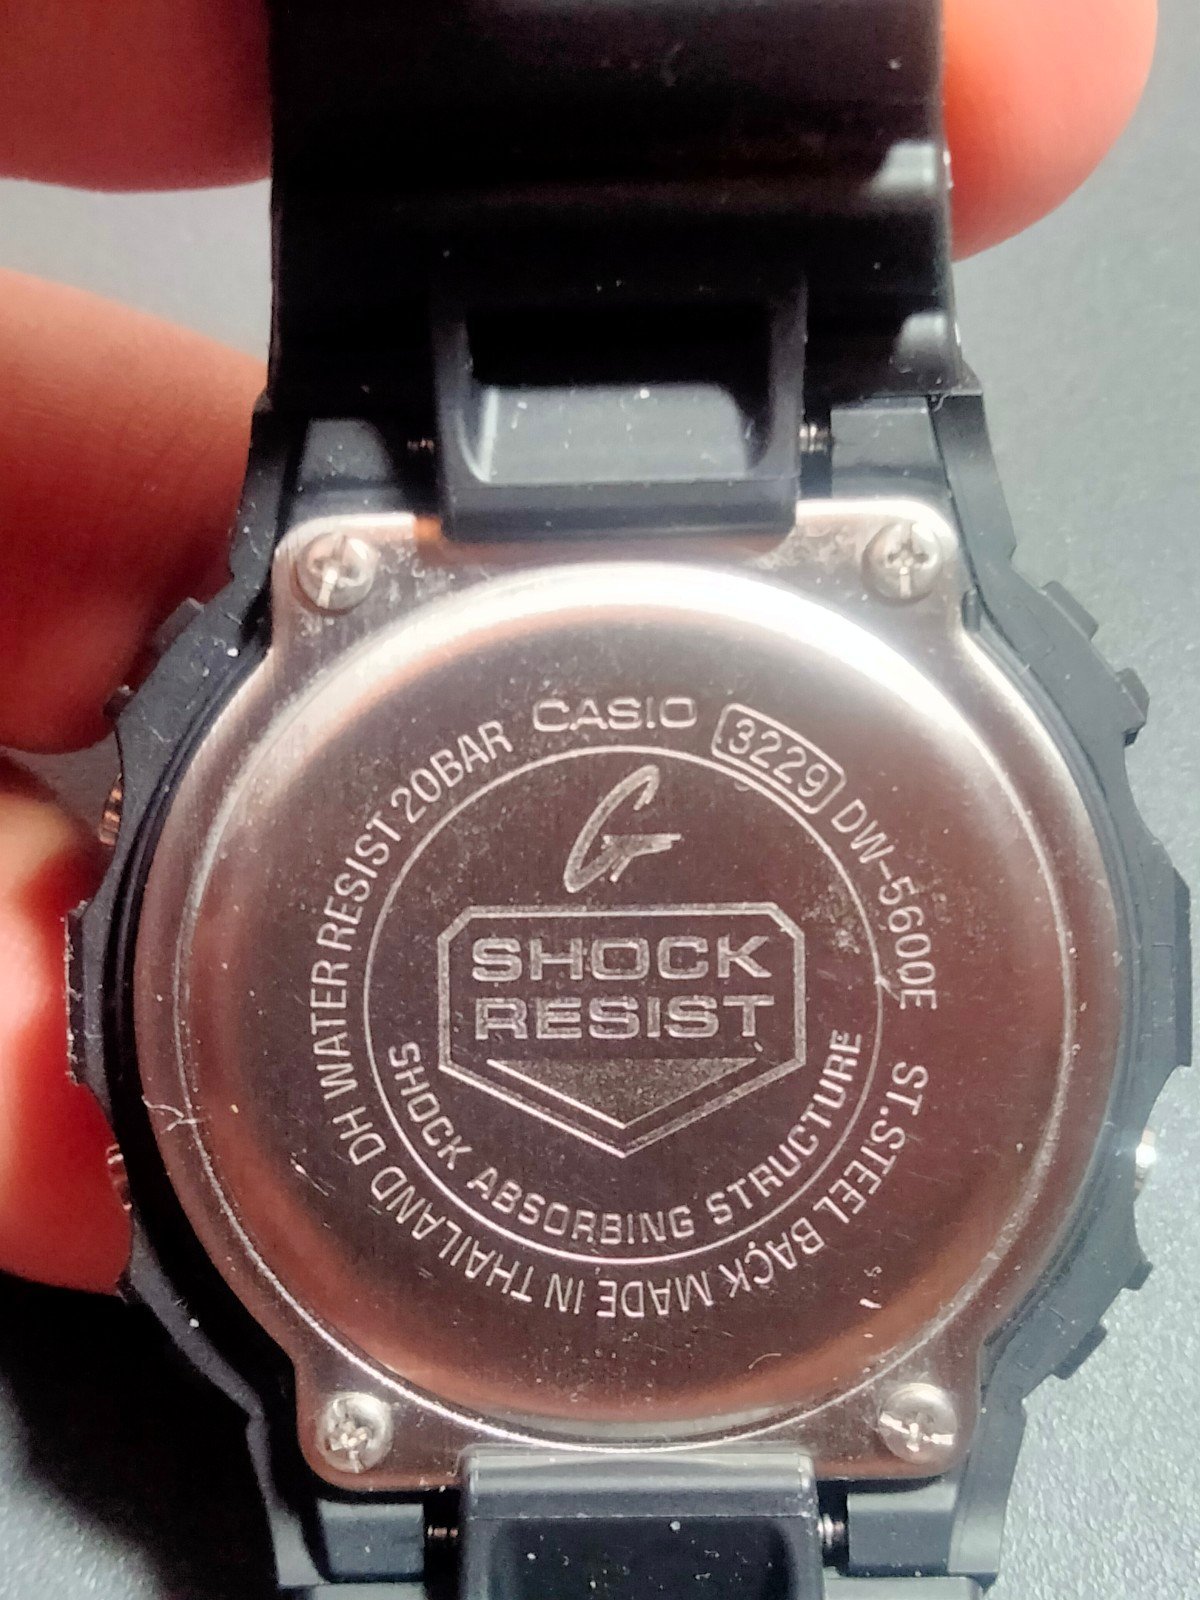 CASIO
3229
DW-5600E
ST.STEEL BACK MADE IN THAILAND DH WATER RESIST 20BAR
G
SHOCK
RESIST
SHOCK ABSORBING STRUCTURE